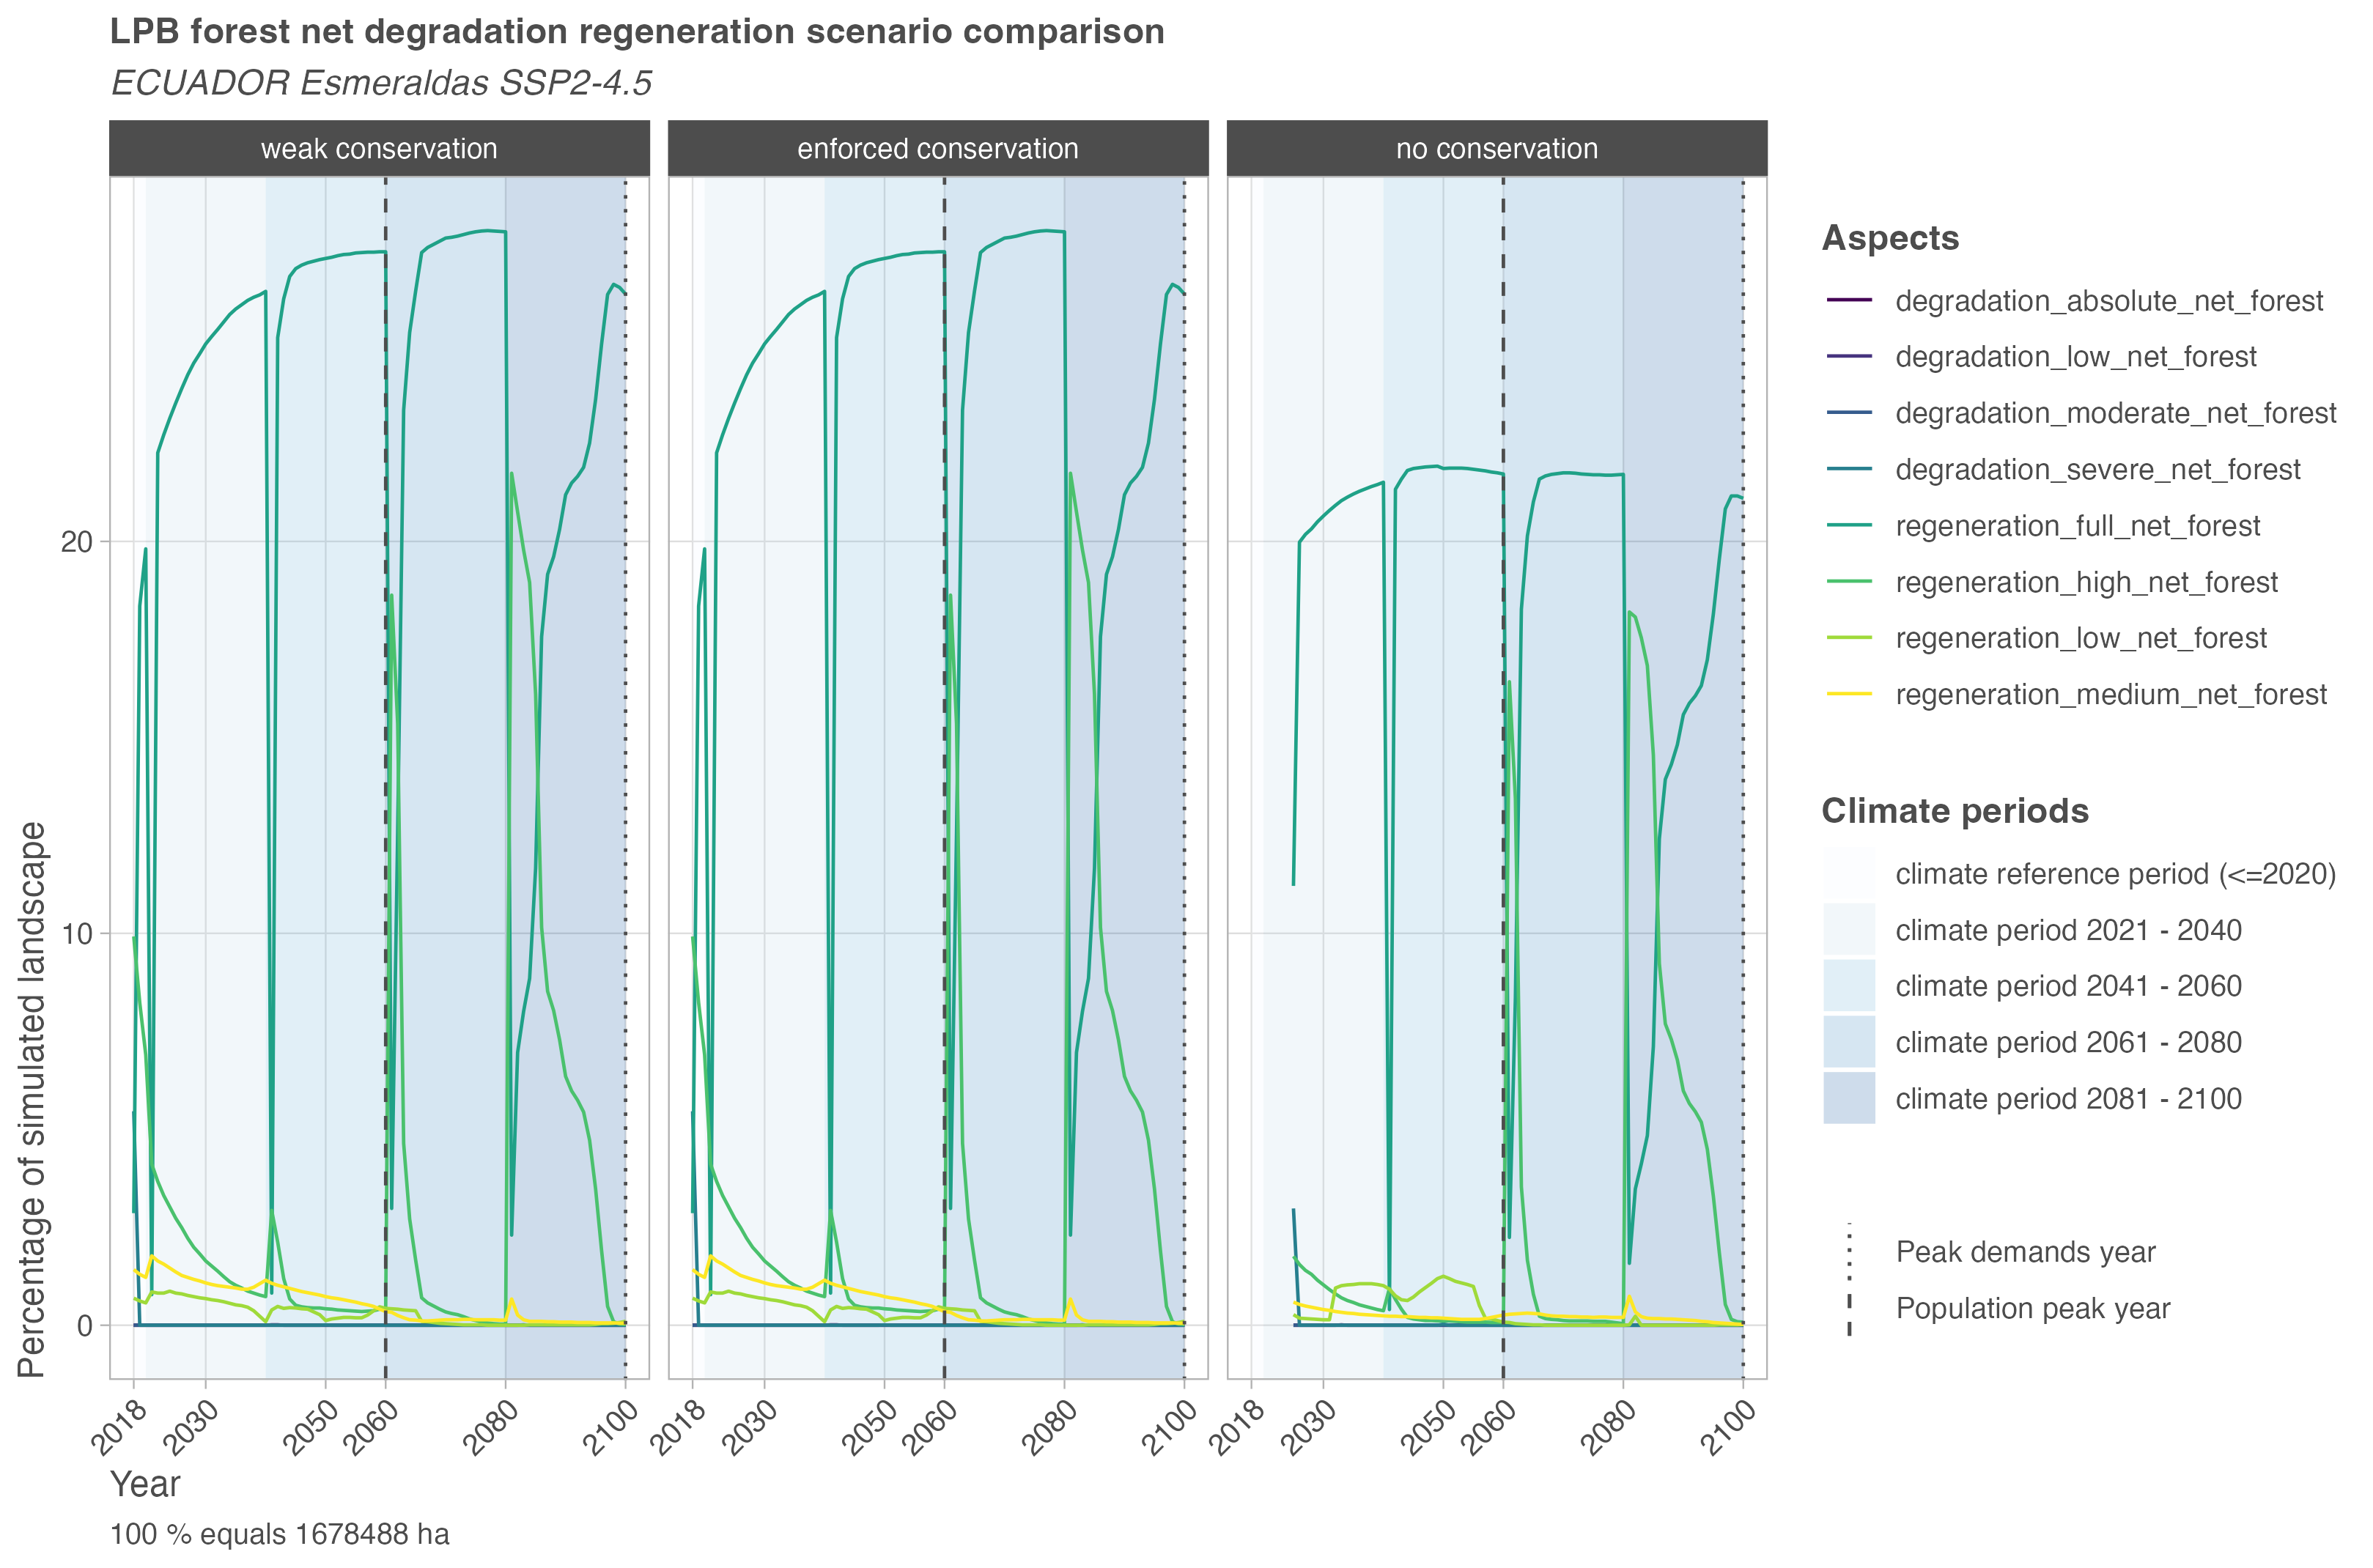 LPB forest net degradation regeneration scenario comparison
ECUADOR Esmeraldas SSP2-4.5
weak conservation
enforced conservation
no conservation
Percentage of simulated landscape
20
10
0
2018 2030 2050 2060 2080 2100
2018 2030 2050 2060 2080 2100
2018 2030 2050 2060 2080 2100
Year
100 % equals 1678488 ha
Aspects
degradation_absolute_net_forest
degradation_low_net_forest
degradation_moderate_net_forest
degradation_severe_net_forest
regeneration_full_net_forest
regeneration_high_net_forest
regeneration_low_net_forest
regeneration_medium_net_forest
Climate periods
climate reference period (<=2020)
climate period 2021 - 2040
climate period 2041 - 2060
climate period 2061 - 2080
climate period 2081 - 2100
Peak demands year
Population peak year